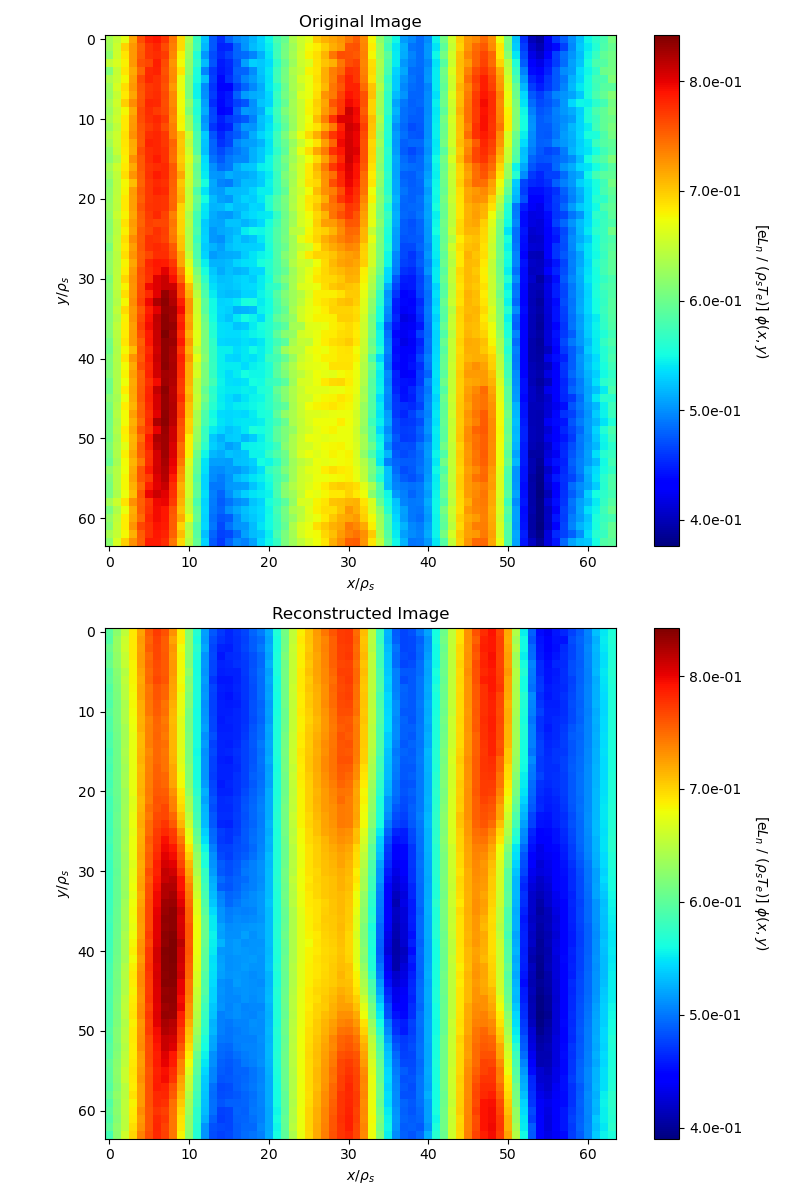 Original Image
0
10
20
30
40
50
60
y/ρₛ
0 10 20 30 40 50 60
x/ρₛ
8.0e-01
7.0e-01
6.0e-01
5.0e-01
4.0e-01
[eLₙ / (ρₛTₑ)] ϕ(x, y)
Reconstructed Image
0
10
20
30
40
50
60
y/ρₛ
0 10 20 30 40 50 60
x/ρₛ
8.0e-01
7.0e-01
6.0e-01
5.0e-01
4.0e-01
[eLₙ / (ρₛTₑ)] ϕ(x, y)